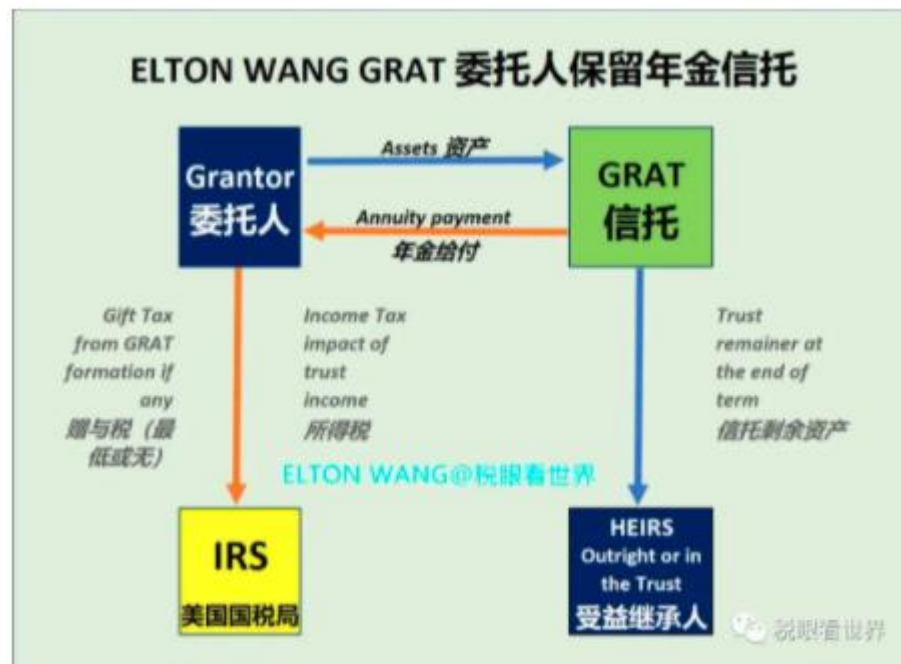 ELTON WANG GRAT 委托人保留年金信托
Grantor
委托人
Assets 资产
Annuity payment
年金给付
GRAT
信托
Gift Tax
from GRAT
formation if
any
赠与税（最
低或无）
Income Tax
impact of
trust
income
所得税
Trust
remainer at
the end of
term
信托剩余资产
ELTON WANG@税眼看世界
IRS
美国国税局
HEIRS
Outright or in
the Trust
受益继承人
税眼看世界